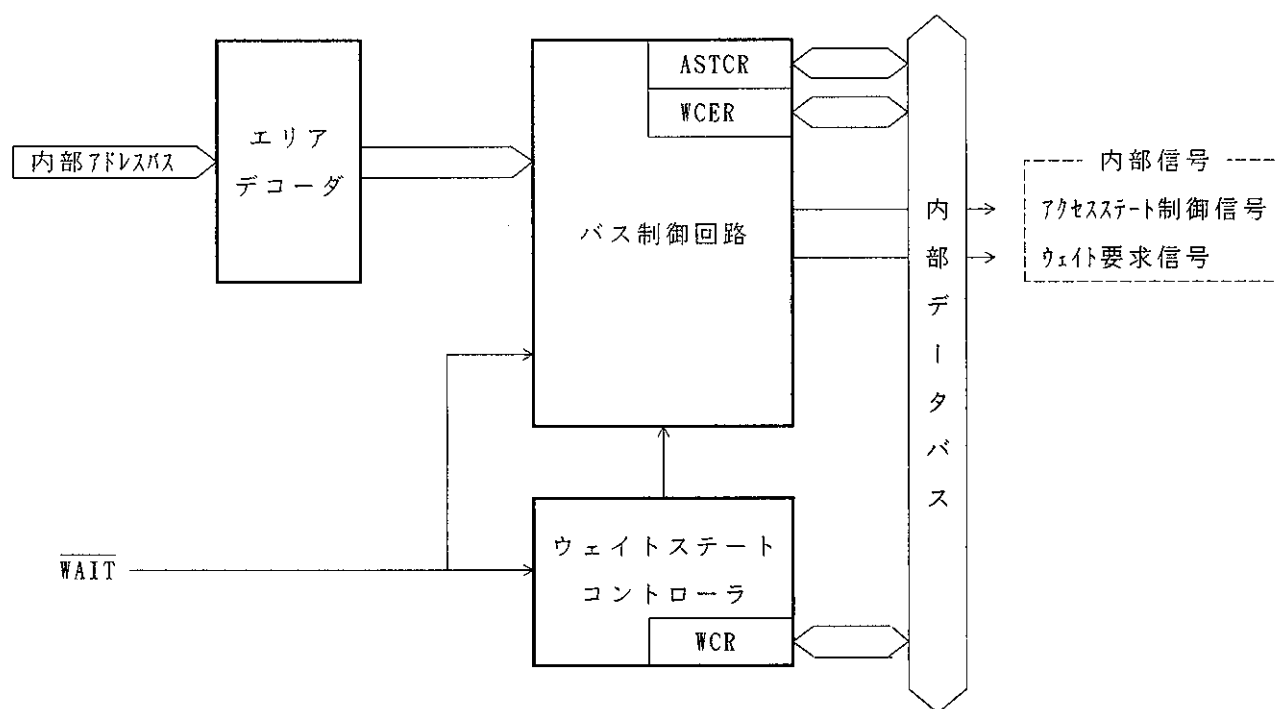 ASTCR
WCER
エリア
デコーダ
内部アドレスバス
バス制御回路
内部信号
アクセスステート制御信号
ウェイト要求信号
内部データバス
WAIT
ウェイトステート
コントローラ
WCR